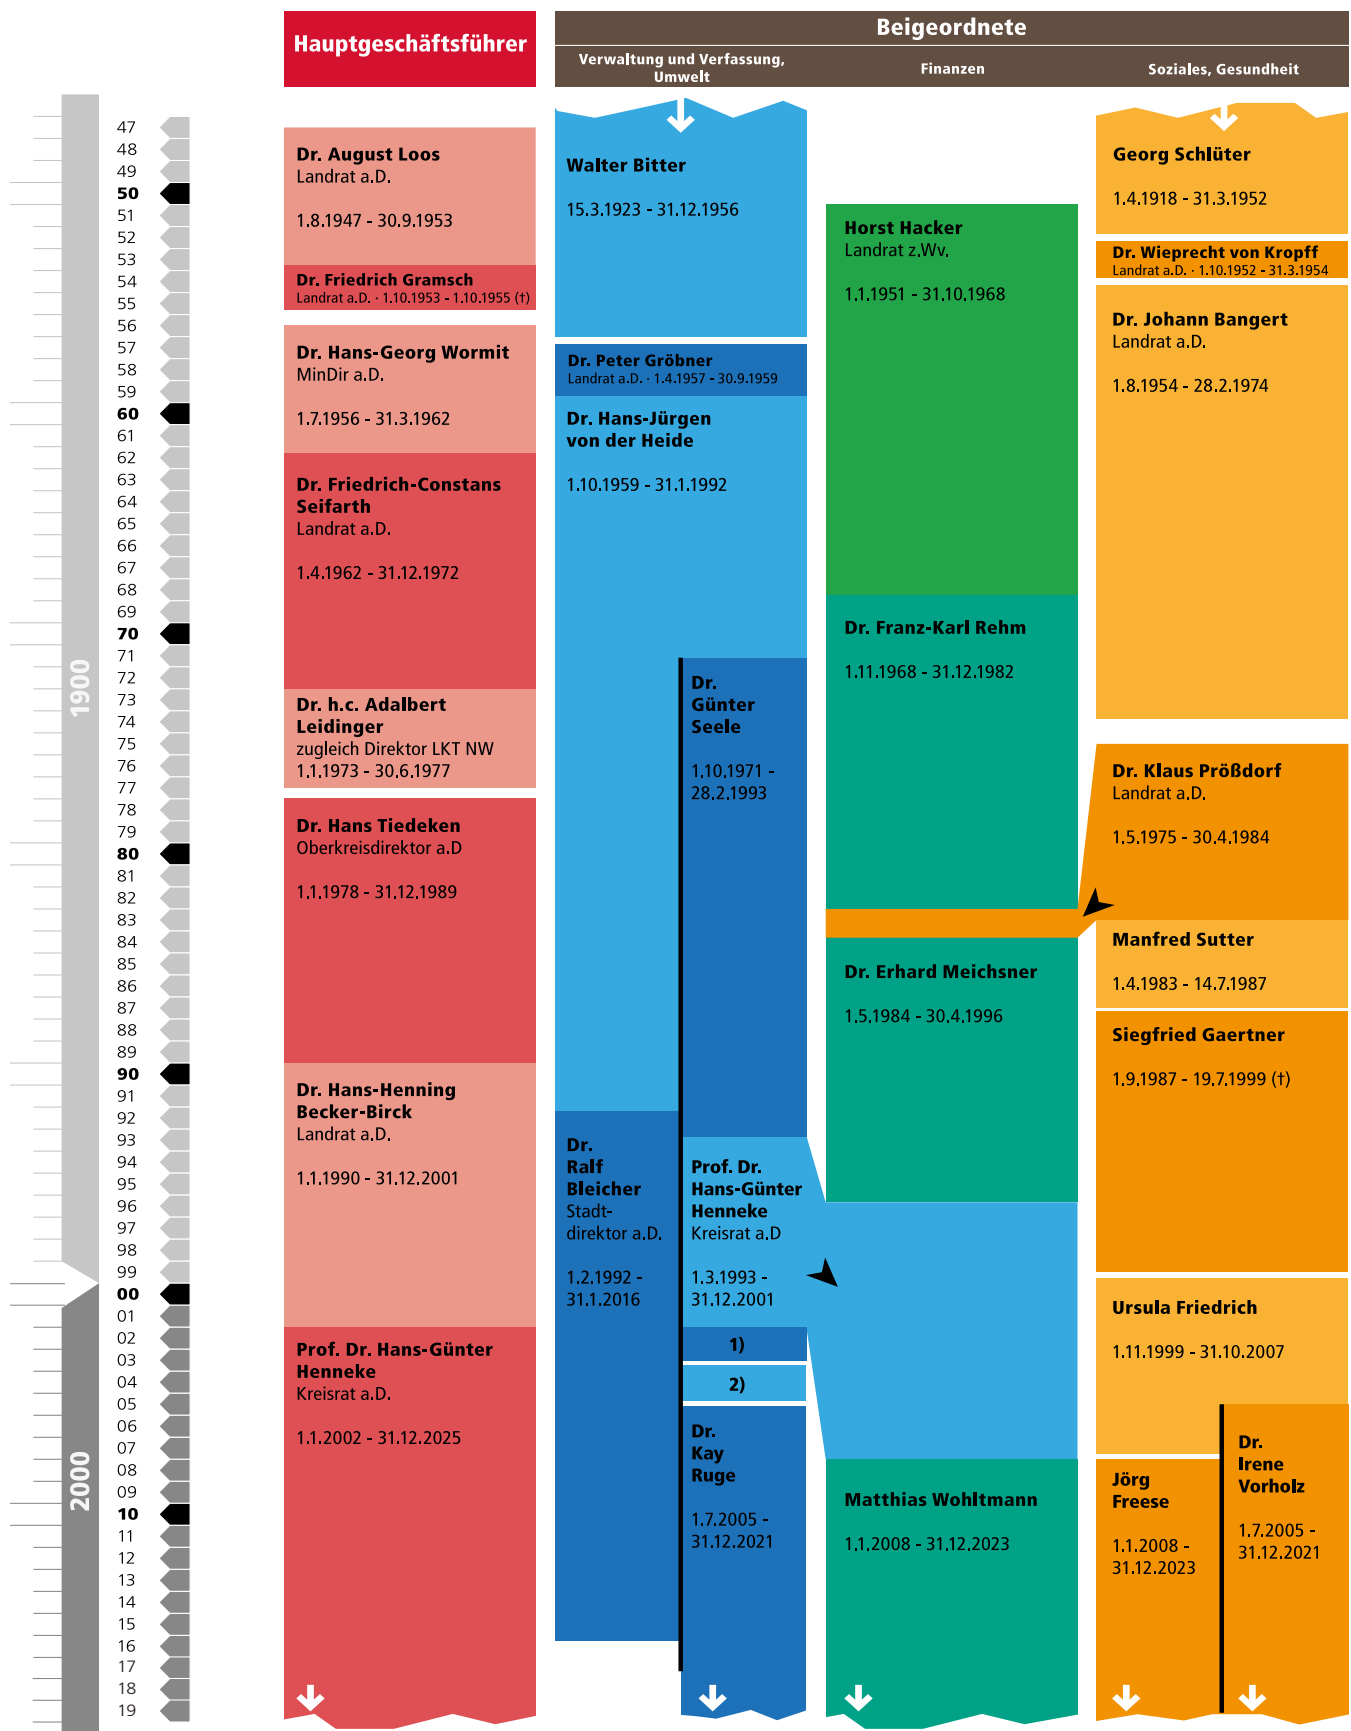 Hauptgeschäftsführer
Beigeordnete
Verwaltung und Verfassung,
Umwelt
Finanzen
Soziales, Gesundheit
1900
47
48
49
50
51
52
53
54
55
56
57
58
59
60
61
62
63
64
65
66
67
68
69
70
71
72
73
74
75
76
77
78
79
80
81
82
83
84
85
86
87
88
89
90
91
92
93
94
95
96
97
98
99
2000
00
01
02
03
04
05
06
07
08
09
10
11
12
13
14
15
16
17
18
19
Dr. August Loos
Landrat a.D.
1.8.1947 - 30.9.1953
Dr. Friedrich Gramsch
Landrat a.D. · 1.10.1953 - 1.10.1955 (†)
Dr. Hans-Georg Wormit
MinDir a.D.
1.7.1956 - 31.3.1962
Dr. Friedrich-Constans
Seifarth
Landrat a.D.
1.4.1962 - 31.12.1972
Dr. h.c. Adalbert
Leidinger
zugleich Direktor LKT NW
1.1.1973 - 30.6.1977
Dr. Hans Tiedeken
Oberkreisdirektor a.D
1.1.1978 - 31.12.1989
Dr. Hans-Henning
Becker-Birck
Landrat a.D.
1.1.1990 - 31.12.2001
Prof. Dr. Hans-Günter
Henneke
Kreisrat a.D.
1.1.2002 - 31.12.2025
Walter Bitter
15.3.1923 - 31.12.1956
Dr. Peter Gröbner
Landrat a.D. · 1.4.1957 - 30.9.1959
Dr. Hans-Jürgen
von der Heide
1.10.1959 - 31.1.1992
Dr.
Günter
Seele
1.10.1971 -
28.2.1993
Dr.
Ralf
Bleicher
Stadt-
direktor a.D.
1.2.1992 -
31.1.2016
Prof. Dr.
Hans-Günter
Henneke
Kreisrat a.D
1.3.1993 -
31.12.2001
1)
2)
Dr.
Kay
Ruge
1.7.2005 -
31.12.2021
Horst Hacker
Landrat z.Wv.
1.1.1951 - 31.10.1968
Dr. Franz-Karl Rehm
1.11.1968 - 31.12.1982
Dr. Erhard Meichsner
1.5.1984 - 30.4.1996
Matthias Wohltmann
1.1.2008 - 31.12.2023
Georg Schlüter
1.4.1918 - 31.3.1952
Dr. Wieprecht von Kropff
Landrat a.D. · 1.10.1952 - 31.3.1954
Dr. Johann Bangert
Landrat a.D.
1.8.1954 - 28.2.1974
Dr. Klaus Prößdorf
Landrat a.D.
1.5.1975 - 30.4.1984
Manfred Sutter
1.4.1983 - 14.7.1987
Siegfried Gaertner
1.9.1987 - 19.7.1999 (†)
Ursula Friedrich
1.11.1999 - 31.10.2007
Jörg
Freese
1.1.2008 -
31.12.2023
Dr.
Irene
Vorholz
1.7.2005 -
31.12.2021